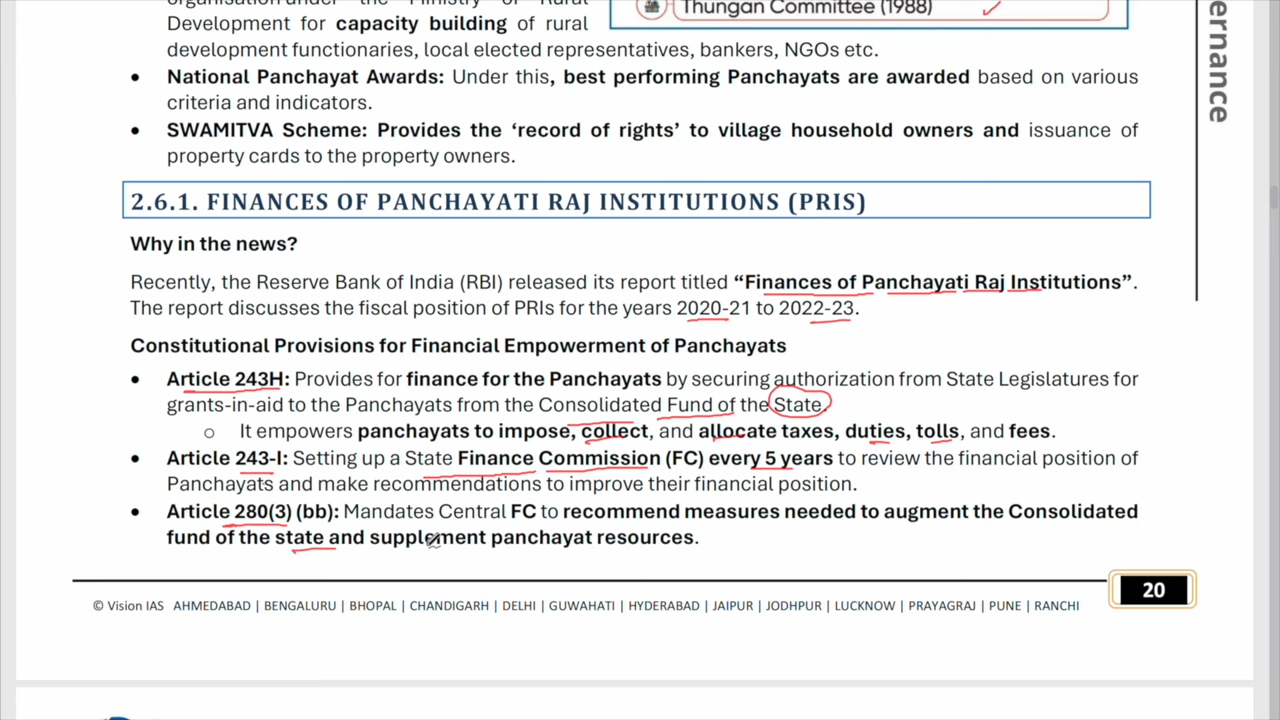 organisation under the Ministry of Rural
Development for capacity building of rural
Thungan Committee (1988)
development functionaries, local elected representatives, bankers, NGOs etc.
• National Panchayat Awards: Under this, best performing Panchayats are awarded based on various
criteria and indicators.
• SWAMITVA Scheme: Provides the ‘record of rights’ to village household owners and issuance of
property cards to the property owners.
2.6.1. FINANCES OF PANCHAYATI RAJ INSTITUTIONS (PRIS)
Why in the news?
Recently, the Reserve Bank of India (RBI) released its report titled “Finances of Panchayati Raj Institutions”.
The report discusses the fiscal position of PRIs for the years 2020-21 to 2022-23.
Constitutional Provisions for Financial Empowerment of Panchayats
• Article 243H: Provides for finance for the Panchayats by securing authorization from State Legislatures for
grants-in-aid to the Panchayats from the Consolidated Fund of the State.
o It empowers panchayats to impose, collect, and allocate taxes, duties, tolls, and fees.
• Article 243-I: Setting up a State Finance Commission (FC) every 5 years to review the financial position of
Panchayats and make recommendations to improve their financial position.
• Article 280(3) (bb): Mandates Central FC to recommend measures needed to augment the Consolidated
fund of the state and supplement panchayat resources.
© Vision IAS AHMEDABAD | BENGALURU | BHOPAL | CHANDIGARH | DELHI | GUWAHATI | HYDERABAD | JAIPUR | JODHPUR | LUCKNOW | PRAYAGRAJ | PUNE | RANCHI
20